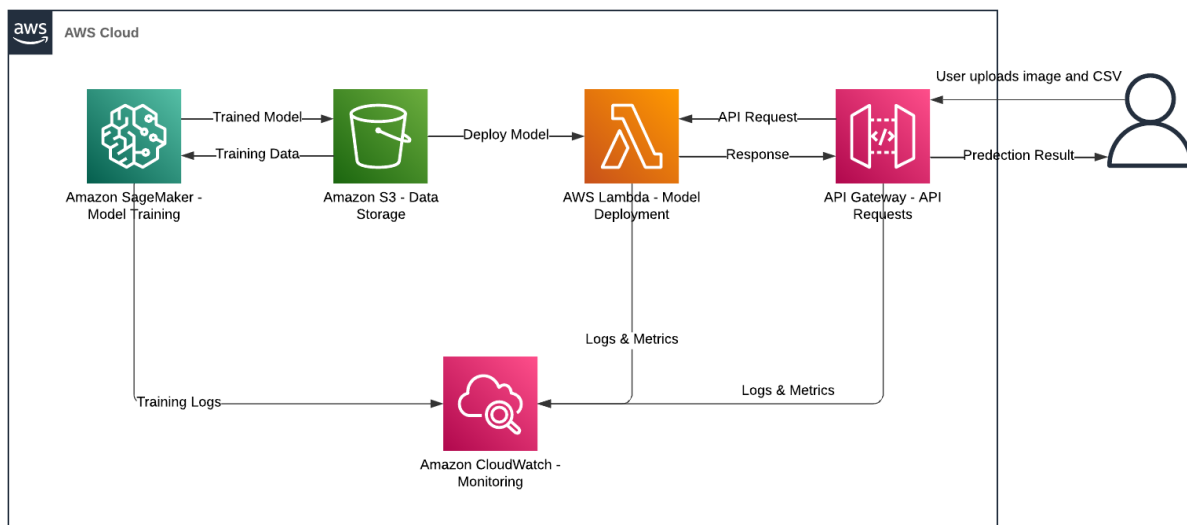 aws
AWS Cloud
User uploads image and CSV
Trained Model
Deploy Model
API Request
Training Data
Response
Predection Result
Amazon SageMaker -
Model Training
Amazon S3 - Data
Storage
AWS Lambda - Model
Deployment
API Gateway - API
Requests
Logs & Metrics
Training Logs
Logs & Metrics
Amazon CloudWatch -
Monitoring